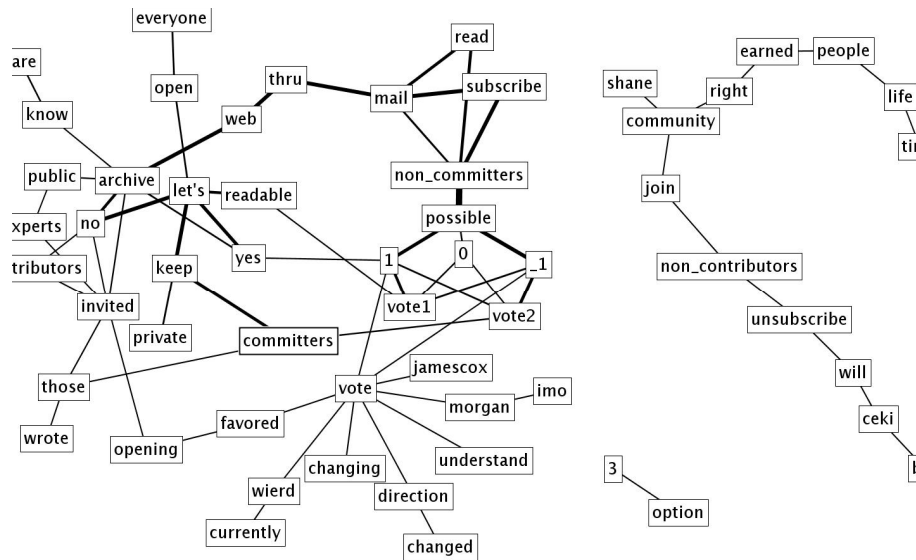 everyone
read
earned
people
are
thru
open
mail
subscribe
shane
right
life
know
web
community
public
archive
let's
readable
non_committers
join
xperts
no
possible
tributors
yes
1
0
_1
non_contributors
keep
invited
vote1
vote2
unsubscribe
private
committers
those
vote
jamescox
imo
will
wrote
opening
favored
morgan
ceki
changing
understand
3
wierd
direction
option
currently
changed